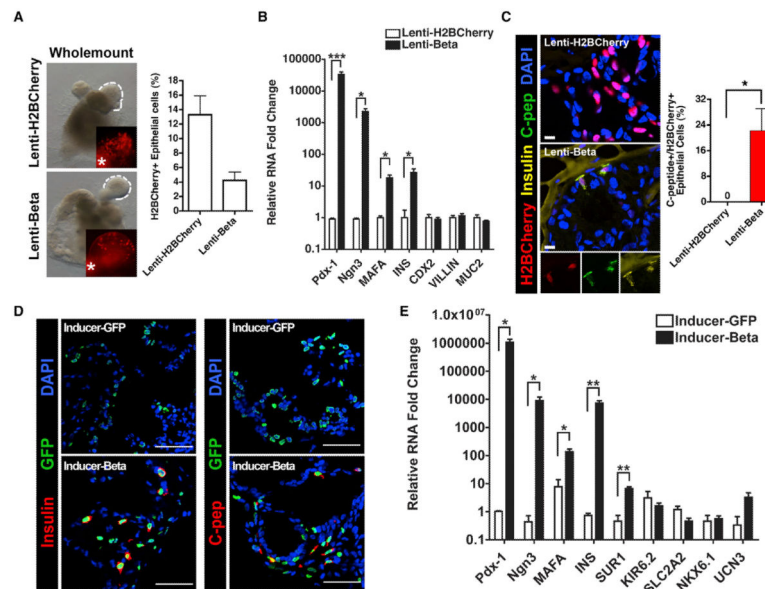 A
Wholemount
Lenti-H2BCherry
Lenti-Beta
*
*
H2BCherry+ Epithelial cells (%)
18
16
14
12
10
8
6
4
2
0
Lenti-H2BCherry
Lenti-Beta
B
Lenti-H2BCherry
Lenti-Beta
Relative RNA Fold Change
100000
10000
1000
100
10
1
0.1
***
*
*
*
Pdx-1
Ngn3
MAFA
INS
CDX2
VILLIN
MUC2
C
H2BCherry Insulin C-pep DAPI
Lenti-H2BCherry
Lenti-Beta
C-peptide+/H2BCherry+
Epithelial Cells (%)
32
24
16
8
0
*
0
Lenti-H2BCherry
Lenti-Beta
D
Insulin GFP DAPI
Inducer-GFP
Inducer-Beta
C-pep GFP DAPI
Inducer-GFP
Inducer-Beta
E
Inducer-GFP
Inducer-Beta
Relative RNA Fold Change
1.0x10⁰⁷
1000000
100000
10000
1000
100
10
1
0.1
*
*
*
**
**
Pdx-1
Ngn3
MAFA
INS
SUR1
KIR6.2
SLC2A2
NKX6.1
UCN3